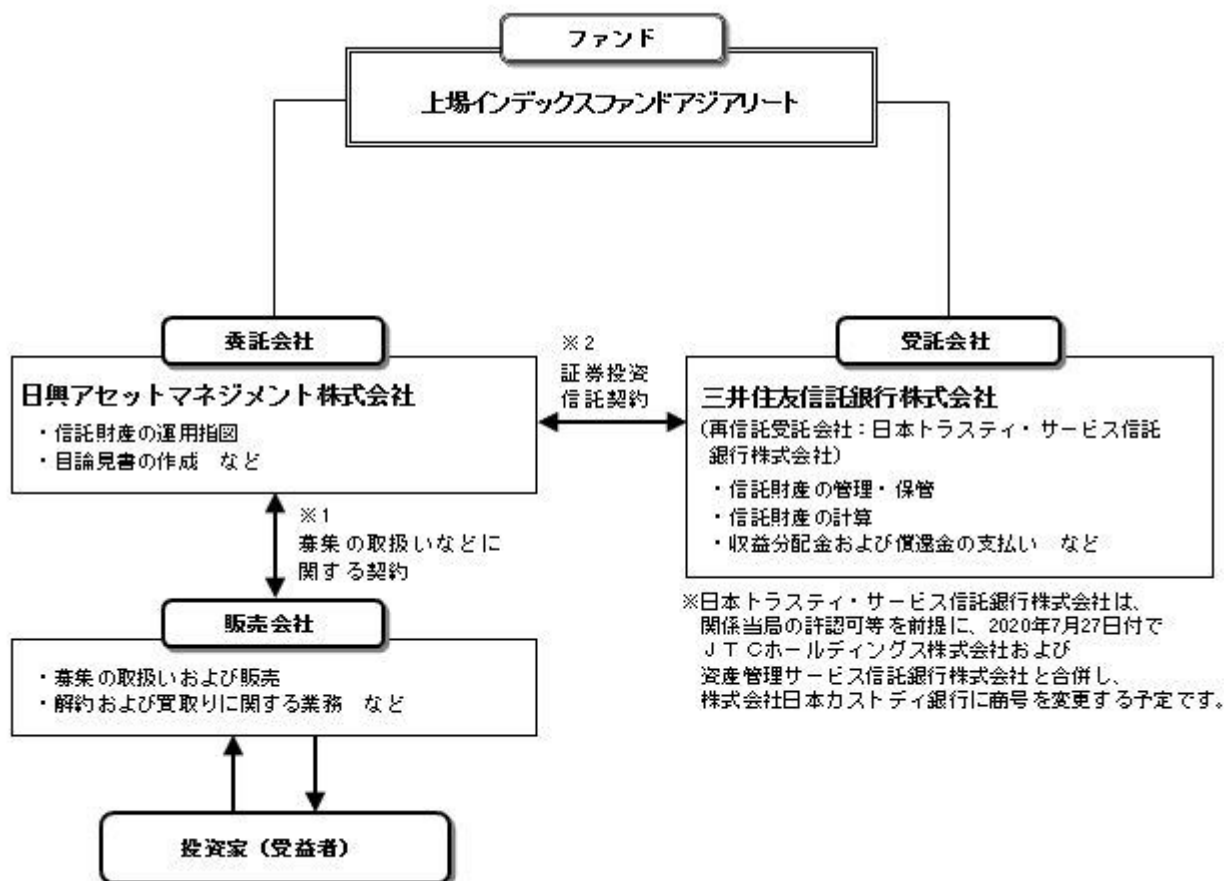 ファンド
上場インデックスファンドアジアリート
委託会社
日興アセットマネジメント株式会社
・信託財産の運用指図
・目論見書の作成　など
※2
証券投資
信託契約
受託会社
三井住友信託銀行株式会社
(再信託受託会社：日本トラスティ・サービス信託
銀行株式会社)
・信託財産の管理・保管
・信託財産の計算
・収益分配金および償還金の支払い　など
※1
募集の取扱いなどに
関する契約
※日本トラスティ・サービス信託銀行株式会社は、
関係当局の許認可等を前提に、2020年7月27日付で
ＪＴＣホールディングス株式会社および
資産管理サービス信託銀行株式会社と合併し、
株式会社日本カストディ銀行に商号を変更する予定です。
販売会社
・募集の取扱いおよび販売
・解約および買取りに関する業務　など
投資家（受益者）